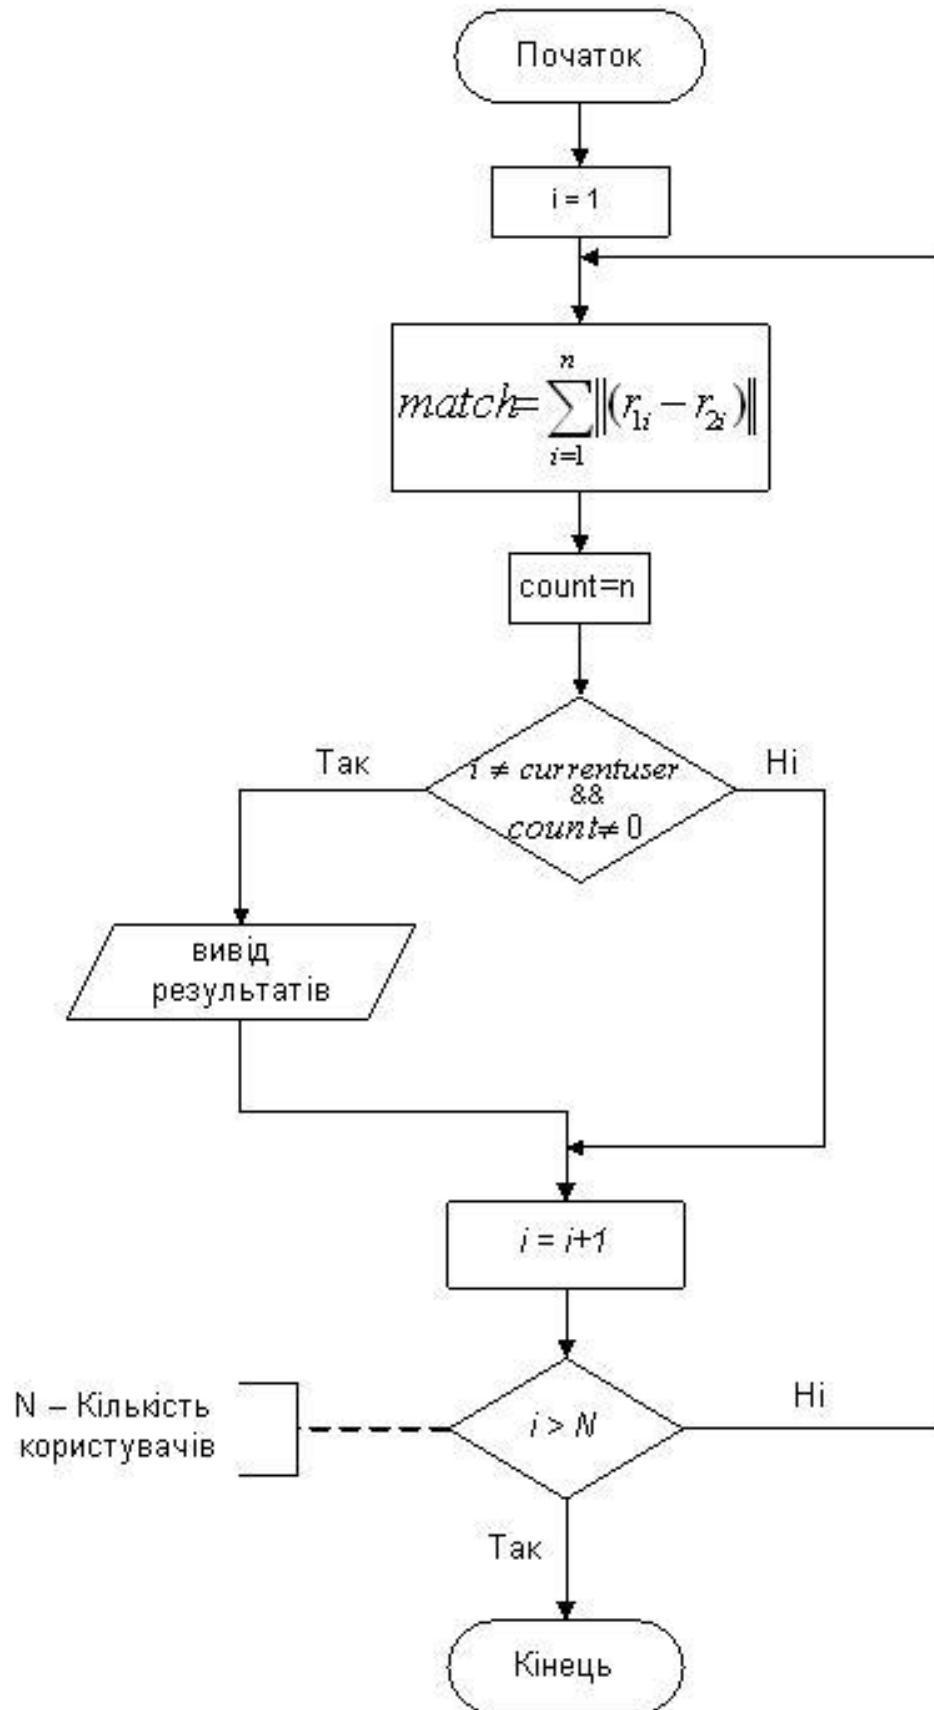 Початок
i = 1
match= \sum_{i=1}^{n} ||(r_{1i} - r_{2i})||
count=n
Так
i ≠ currentuser
&&
count≠ 0
Ні
вивід
результатів
i = i+1
N – Кількість
користувачів
i > N
Ні
Так
Кінець